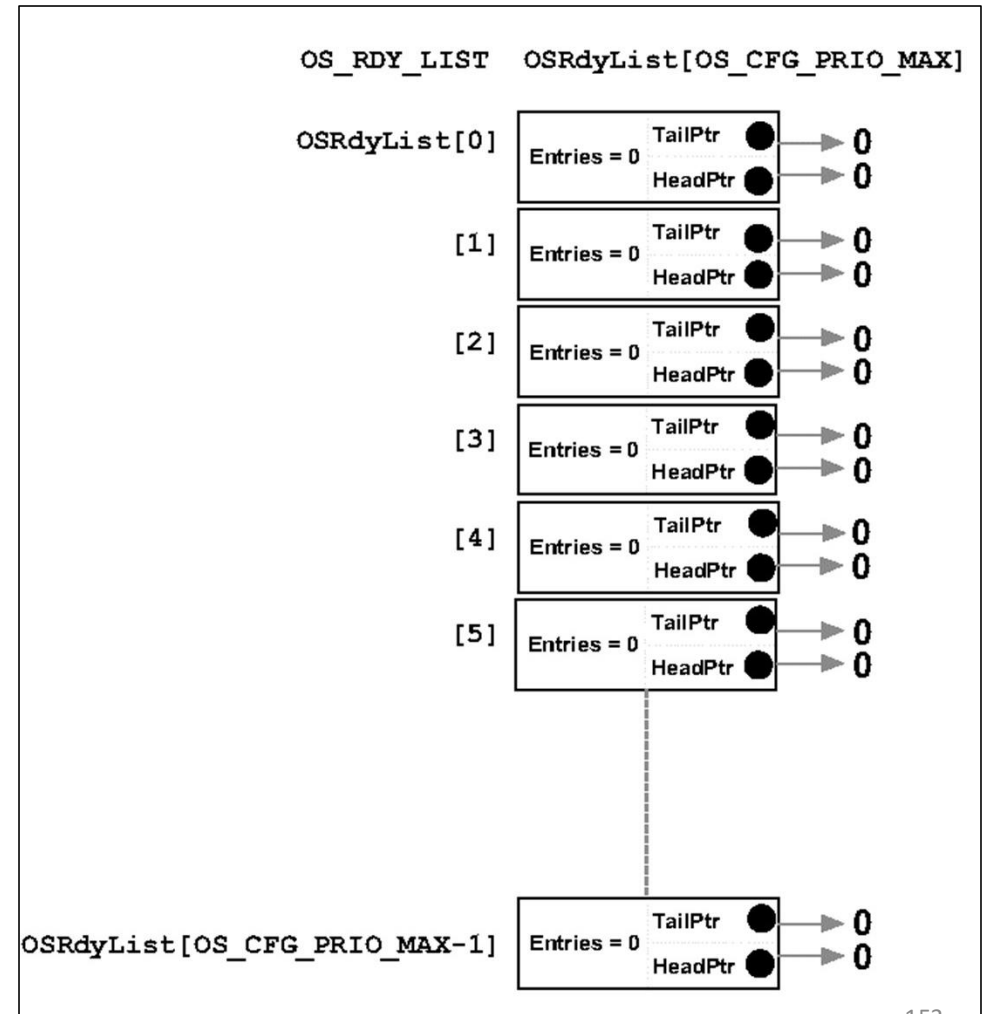 OS_RDY_LIST OSRdyList[OS_CFG_PRIO_MAX]
OSRdyList[0]
Entries = 0
TailPtr
0
HeadPtr
0
[1]
Entries = 0
TailPtr
0
HeadPtr
0
[2]
Entries = 0
TailPtr
0
HeadPtr
0
[3]
Entries = 0
TailPtr
0
HeadPtr
0
[4]
Entries = 0
TailPtr
0
HeadPtr
0
[5]
Entries = 0
TailPtr
0
HeadPtr
0
OSRdyList[OS_CFG_PRIO_MAX-1]
Entries = 0
TailPtr
0
HeadPtr
0